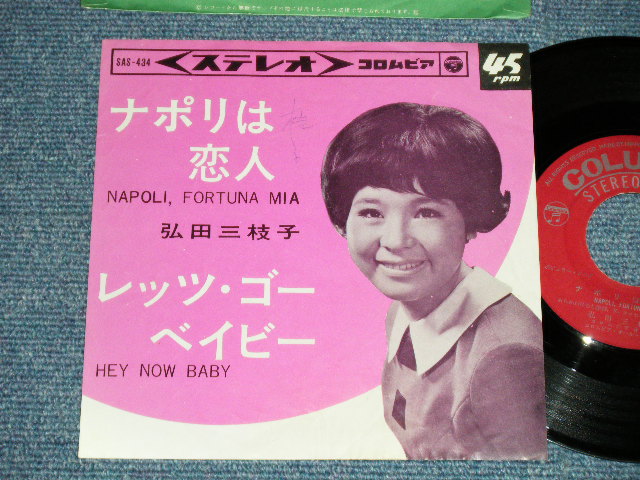 SAS-434 <ステレオ> コロムビア
45 rpm
ナポリは
恋人
NAPOLI, FORTUNA MIA
弘田三枝子
レッツ・ゴー
ベイビー
HEY NOW BABY
COLU
STEREO